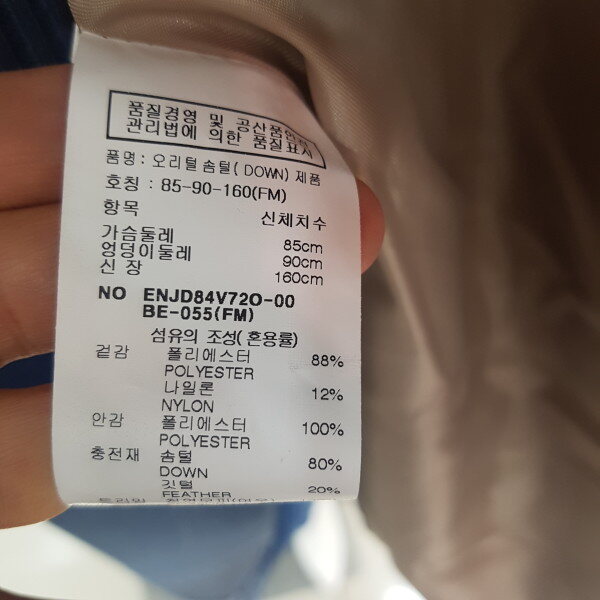 품질경영 및 공산품안전
관리법에 의한 품질표시
품명: 오리털 솜털( DOWN) 제품
호칭 : 85-90-160(FM)
항목 신체치수
가슴둘레 85cm
엉덩이둘레 90cm
신 장 160cm
NO ENJD84V72O-00
BE-055(FM)
섬유의 조성( 혼용률)
겉감 폴리에스터 88%
POLYESTER
나일론 12%
NYLON
안감 폴리에스터 100%
POLYESTER
충전재 솜털 80%
DOWN
깃털 20%
FEATHER